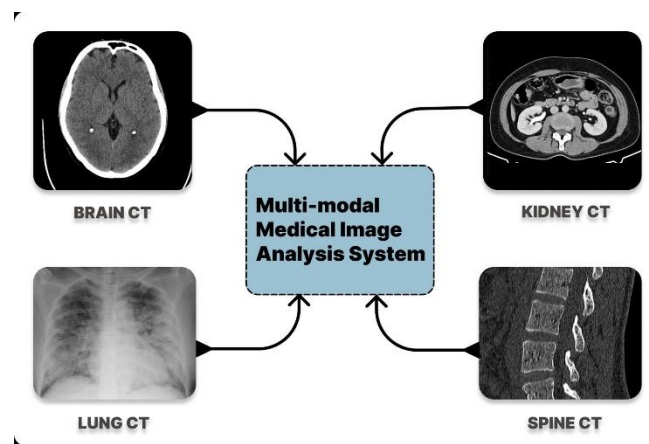 BRAIN CT
KIDNEY CT
Multi-modal
Medical Image
Analysis System
LUNG CT
SPINE CT